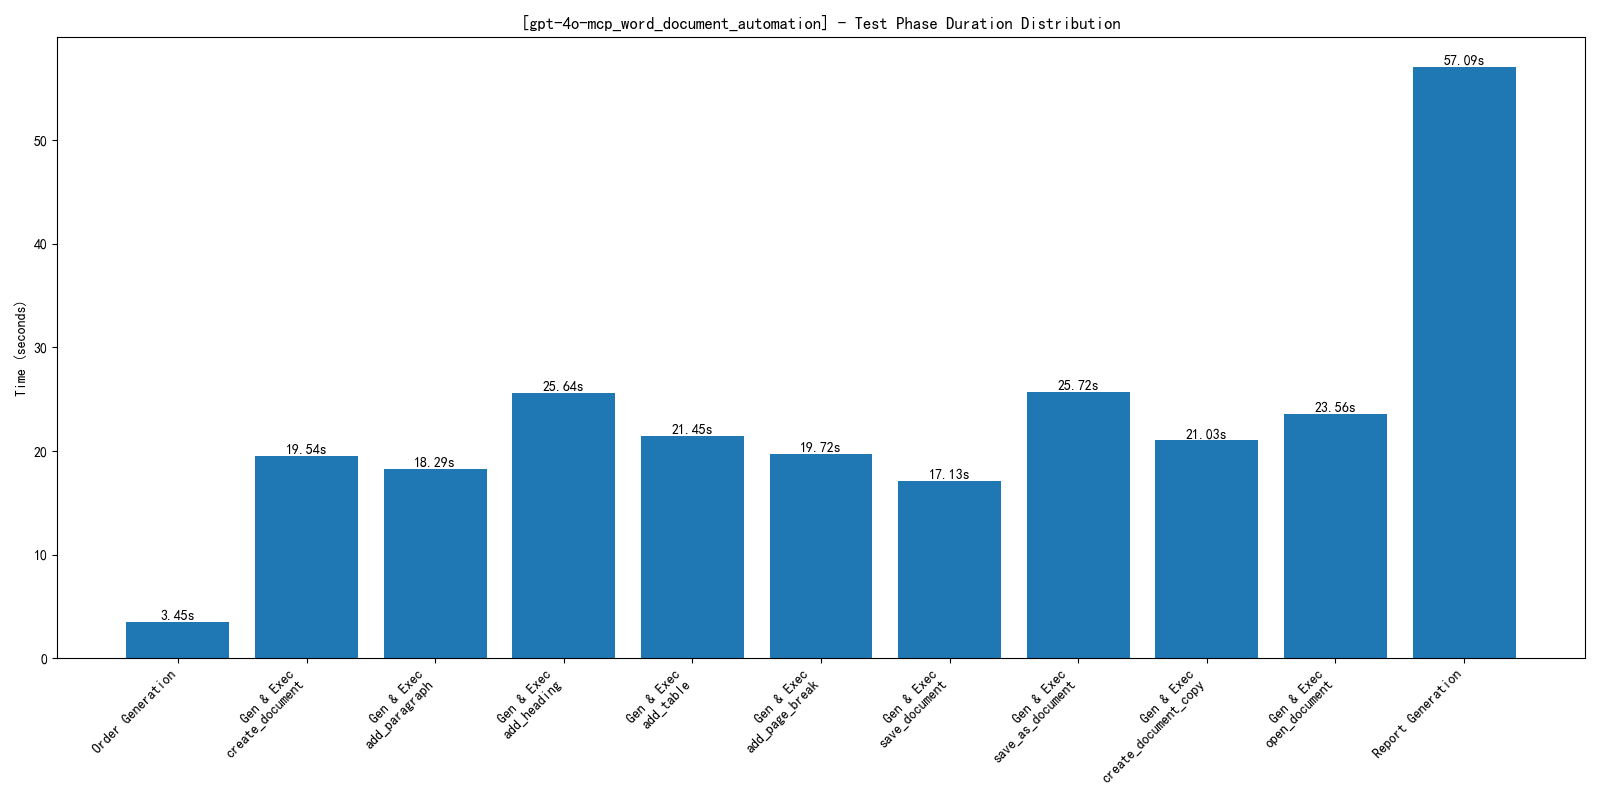 [gpt-4o-mcp_word_document_automation] - Test Phase Duration Distribution
Time (seconds)
50
40
30
20
10
0
3.45s
19.54s
18.29s
25.64s
21.45s
19.72s
17.13s
25.72s
21.03s
23.56s
57.09s
Order Generation
Gen & Exec
create_document
Gen & Exec
add_paragraph
Gen & Exec
add_heading
Gen & Exec
add_table
Gen & Exec
add_page_break
Gen & Exec
save_document
Gen & Exec
save_as_document
Gen & Exec
create_document_copy
Gen & Exec
open_document
Report Generation